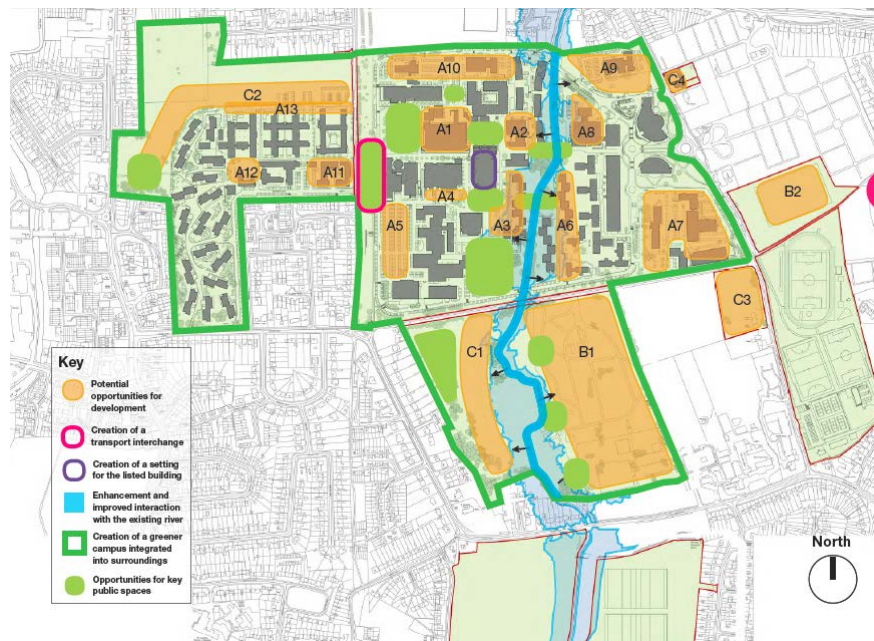 A10
A9
C4
C2
A13
A1
A2
A8
A12
A11
A4
A3
A5
A6
A7
B2
C3
C1
B1
Key
Potential
opportunities for
development
Creation of a
transport interchange
Creation of a setting
for the listed building
Enhancement and
improved interaction
with the existing river
Creation of a greener
campus integrated
into surroundings
Opportunities for key
public spaces
North